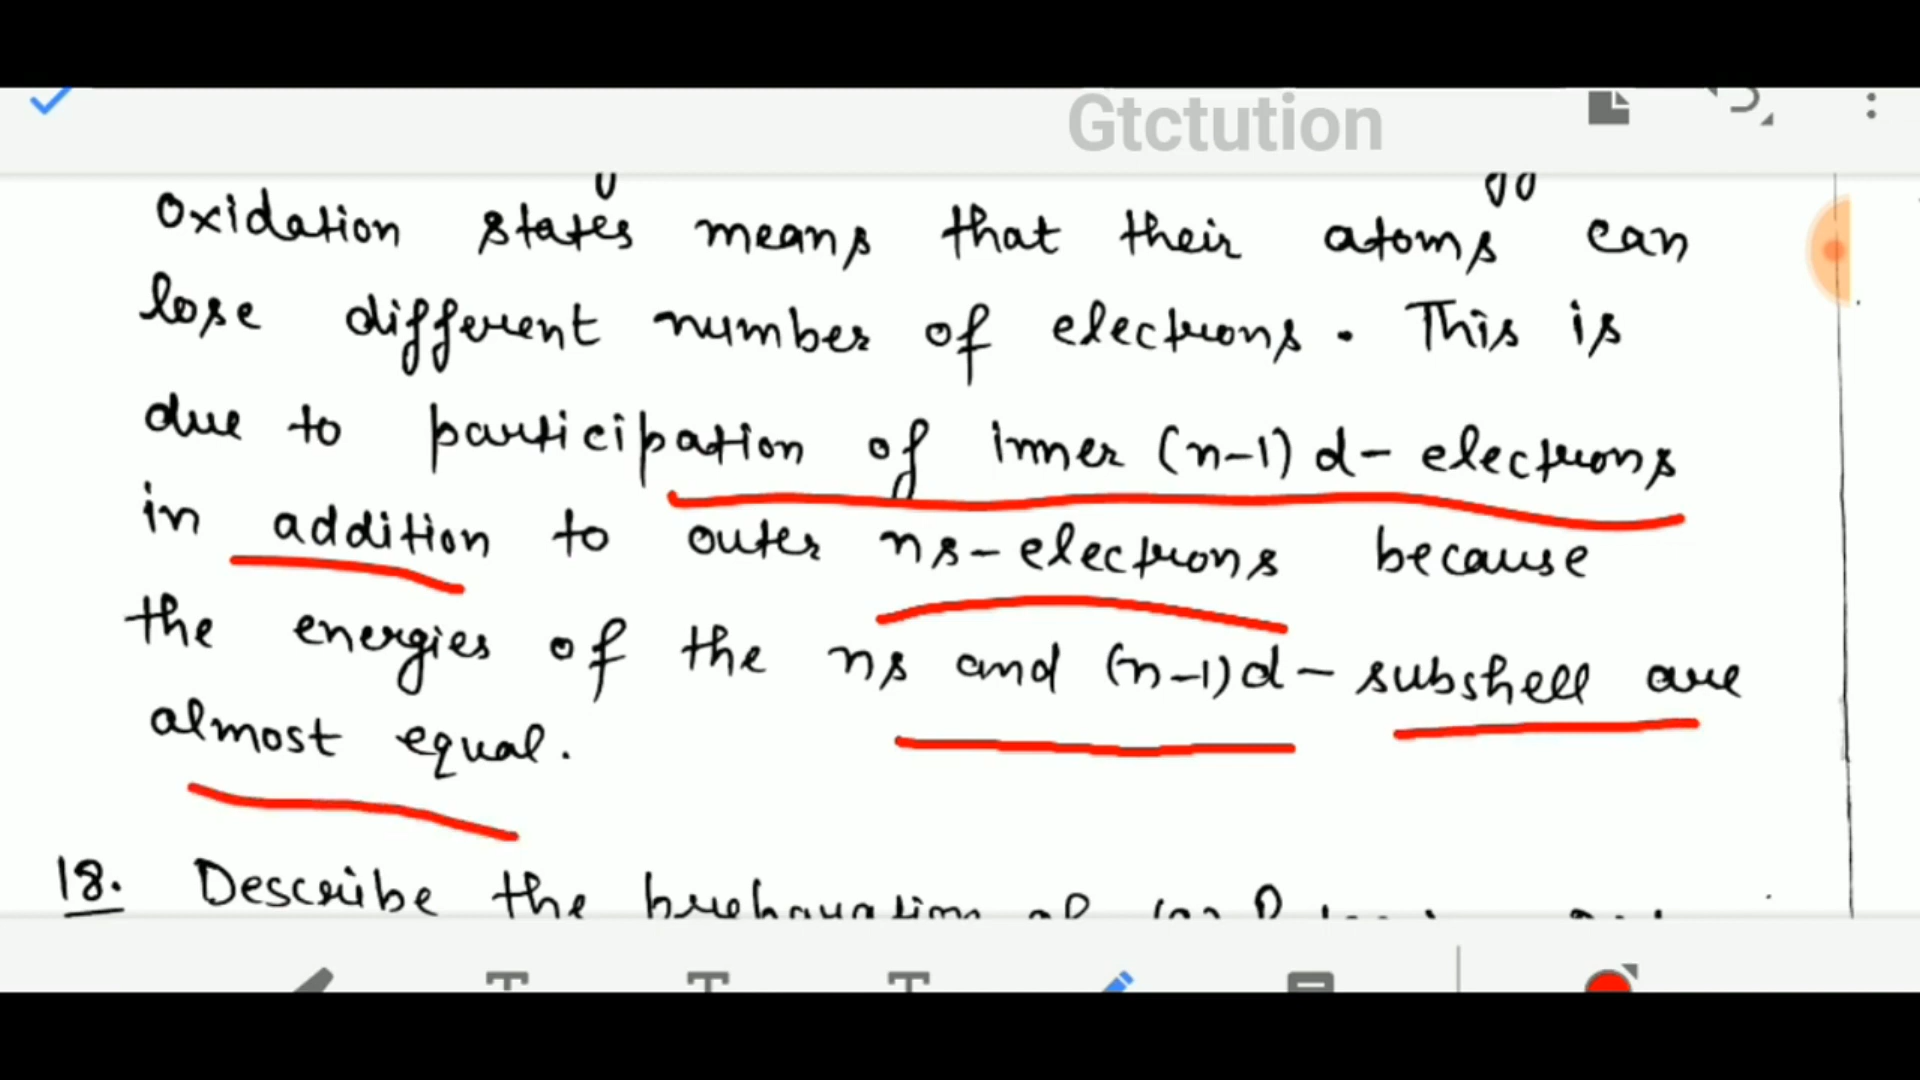 Gtctution
Oxidation states means that their atoms can
lose different number of electrons. This is
due to participation of inner (n-1) d- electrons
in addition to outer ns-electrons because
the energies of the ns and (n-1)d- subshell are
almost equal.
18. Describe the